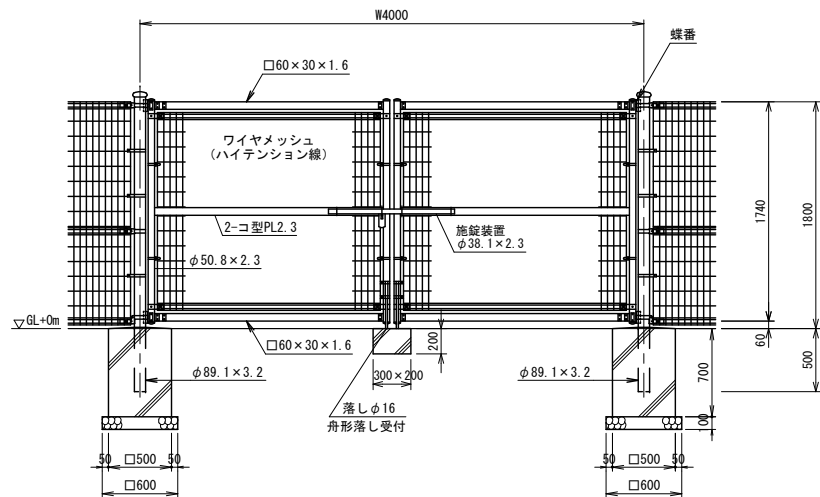 W4000
蝶番
□60×30×1.6
ワイヤメッシュ
（ハイテンション線）
2-コ型PL2.3
施錠装置
φ38.1×2.3
φ50.8×2.3
1740
1800
▽GL+0m
□60×30×1.6
200
60
500
300×200
φ89.1×3.2
φ89.1×3.2
700
落しφ16
舟形落し受付
100
50 □500 50
□600
50 □500 50
□600